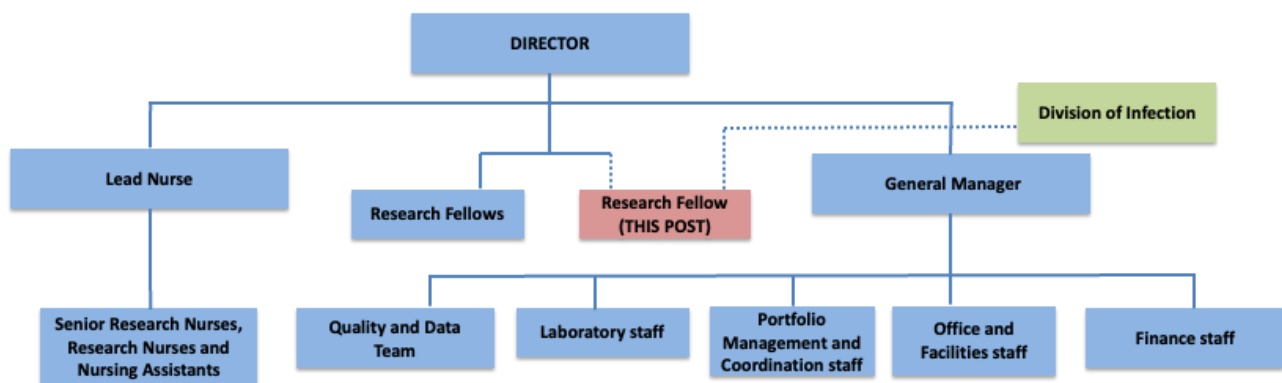 DIRECTOR
Division of Infection
Lead Nurse
Research Fellows
Research Fellow
(THIS POST)
General Manager
Senior Research Nurses,
Research Nurses and
Nursing Assistants
Quality and Data
Team
Laboratory staff
Portfolio
Management and
Coordination staff
Office and
Facilities staff
Finance staff